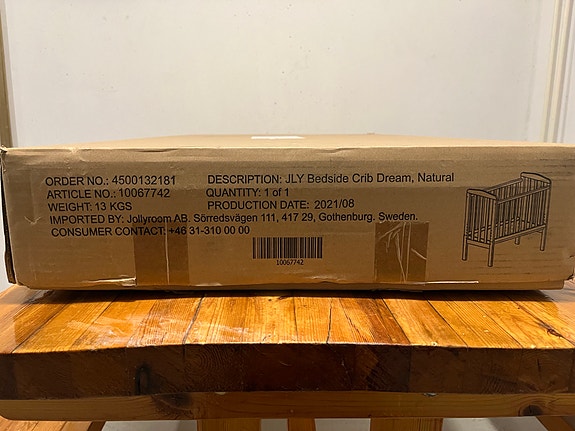 ORDER NO.: 4500132181 DESCRIPTION: JLY Bedside Crib Dream, Natural
ARTICLE NO.: 10067742 QUANTITY: 1 of 1
WEIGHT: 13 KGS PRODUCTION DATE: 2021/08
IMPORTED BY: Jollyroom AB. Sörredsvägen 111, 417 29, Gothenburg. Sweden.
CONSUMER CONTACT: +46 31-310 00 00
10067742